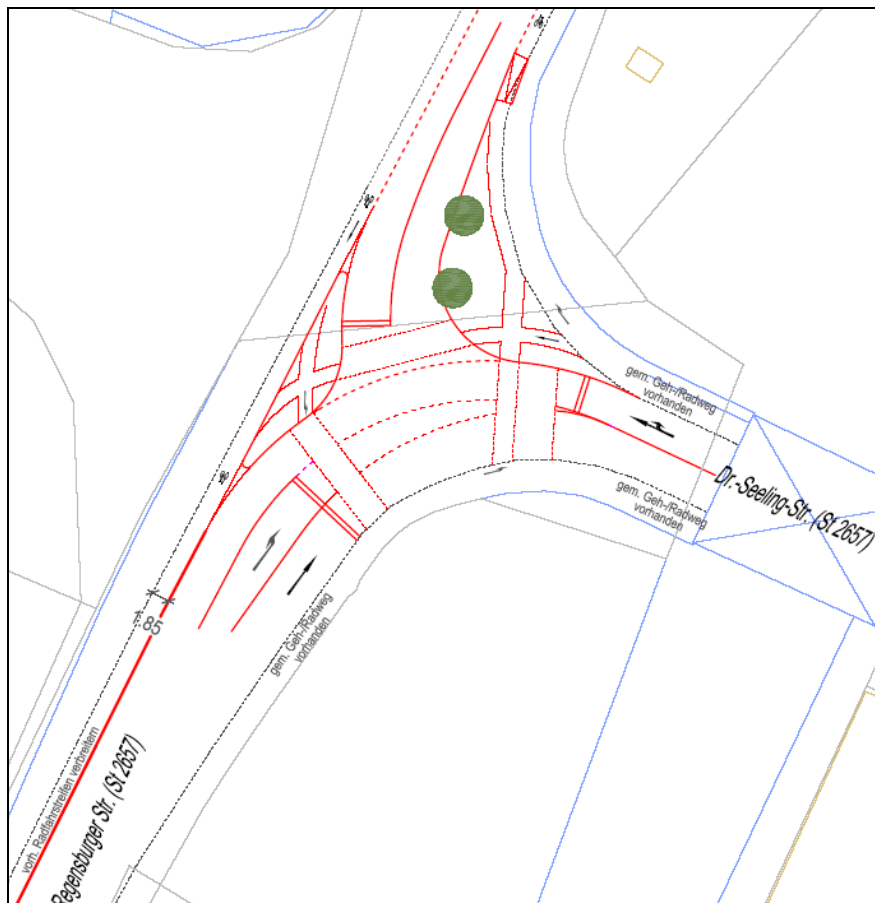 gem. Geh-/Radweg
vorhanden
Dr.-Seeling-Str. (St 2657)
gem. Geh-/Radweg
vorhanden
gem. Geh-/Radweg
vorhanden
vorh. Radfahrstreifen verbreitern
Regensburger Str. (St 2657)